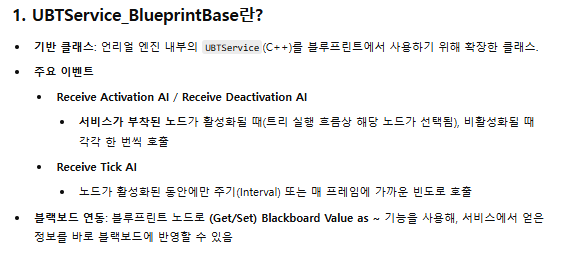 1. UBTService_BlueprintBase란?
기반 클래스: 언리얼 엔진 내부의 UBTService (C++)를 블루프린트에서 사용하기 위해 확장한 클래스.
주요 이벤트
Receive Activation AI / Receive Deactivation AI
서비스가 부착된 노드가 활성화될 때(트리 실행 흐름상 해당 노드가 선택됨), 비활성화될 때
각각 한 번씩 호출
Receive Tick AI
노드가 활성화된 동안에만 주기(Interval) 또는 매 프레임에 가까운 빈도로 호출
블랙보드 연동: 블루프린트 노드로 (Get/Set) Blackboard Value as ~ 기능을 사용해, 서비스에서 얻은
정보를 바로 블랙보드에 반영할 수 있음